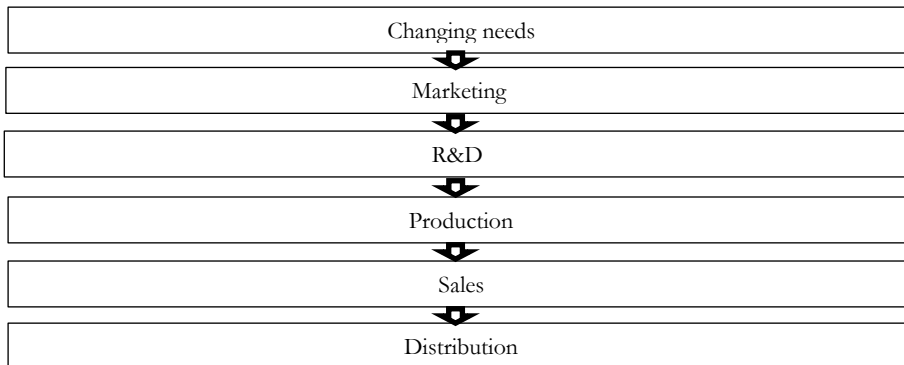 Changing needs
Marketing
R&D
Production
Sales
Distribution